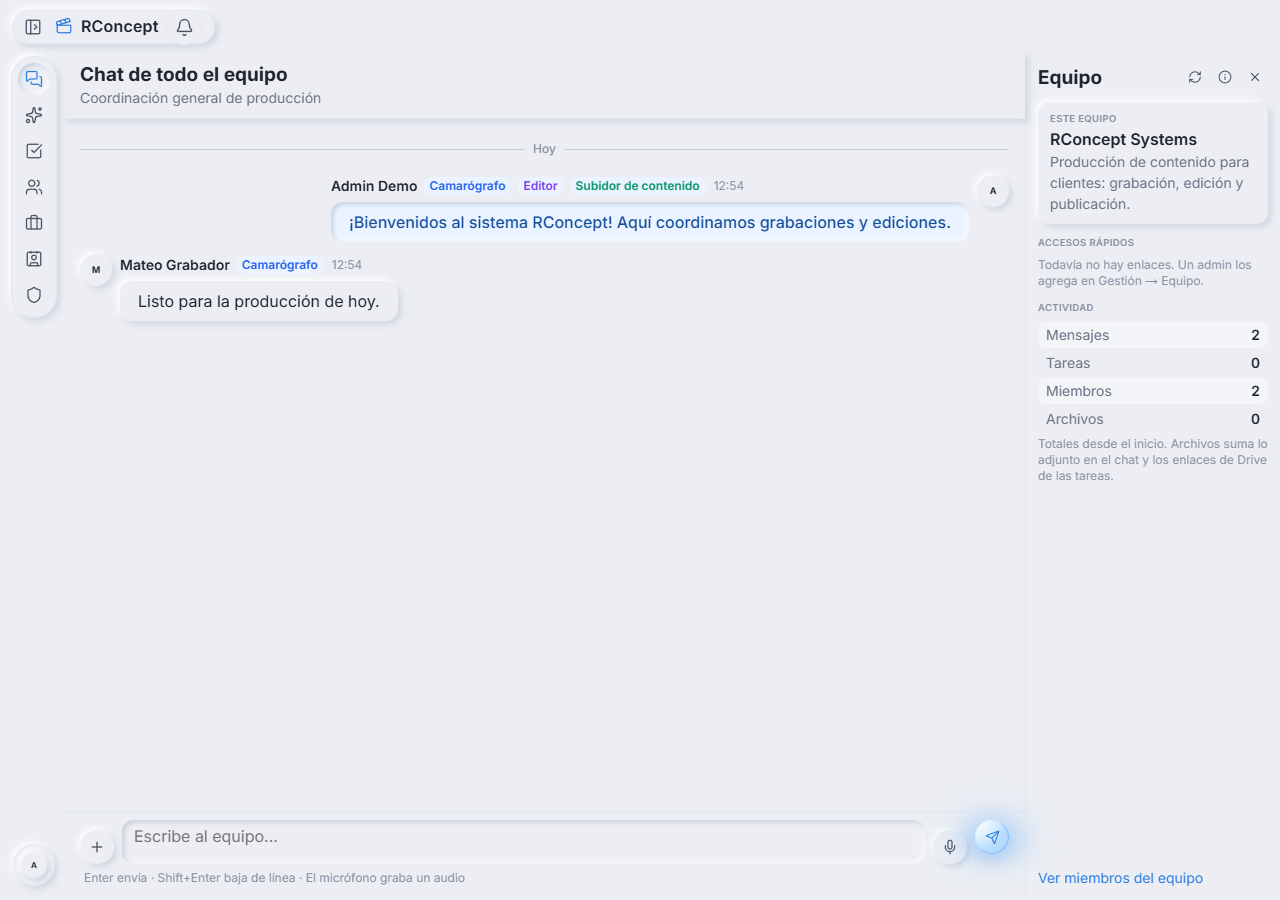 RConcept
Chat de todo el equipo
Coordinación general de producción
Hoy
Admin Demo Camarógrafo Editor Subidor de contenido 12:54
A
¡Bienvenidos al sistema RConcept! Aquí coordinamos grabaciones y ediciones.
M
Mateo Grabador Camarógrafo 12:54
Listo para la producción de hoy.
A
Escribe al equipo...
Enter envía · Shift+Enter baja de línea · El micrófono graba un audio
Equipo
ESTE EQUIPO
RConcept Systems
Producción de contenido para
clientes: grabación, edición y
publicación.
ACCESOS RÁPIDOS
Todavía no hay enlaces. Un admin los
agrega en Gestión → Equipo.
ACTIVIDAD
Mensajes 2
Tareas 0
Miembros 2
Archivos 0
Totales desde el inicio. Archivos suma lo
adjunto en el chat y los enlaces de Drive
de las tareas.
Ver miembros del equipo